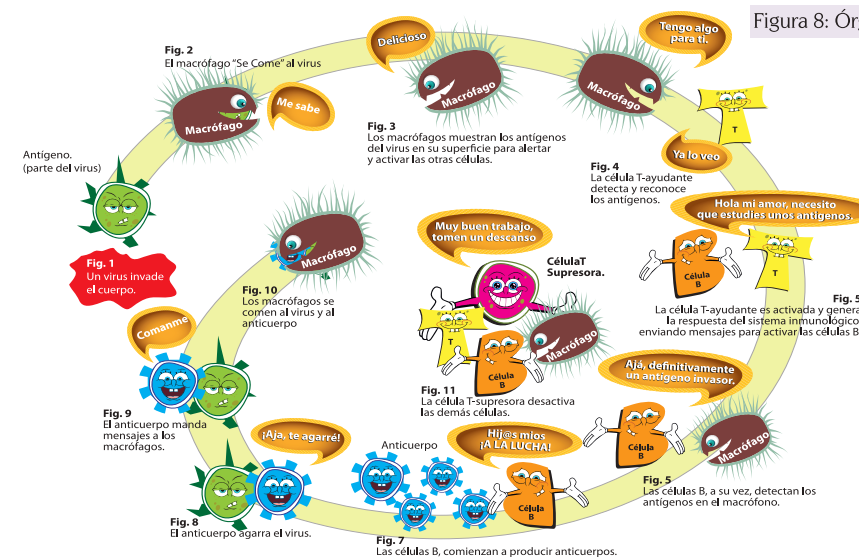 Figura 8: Ór
Fig. 1
Un virus invade
el cuerpo.
Antígeno.
(parte del virus)
Fig. 2
El macrófago "Se Come" al virus
Macrófago
Me sabe
Delicioso
Macrófago
Fig. 3
Los macrófagos muestran los antígenos
del virus en su superficie para alertar
y activar las otras células.
Tengo algo
para ti.
Macrófago
T
Ya lo veo
Fig. 4
La célula T-ayudante
detecta y reconoce
los antígenos.
Hola mi amor, necesito
que estudies unos antigenos.
Célula
B
T
Fig. 5
La célula T-ayudante es activada y genera
la respuesta del sistema inmunológico
enviando mensajes para activar las células B
Ajá, definitivamente
un antígeno invasor.
Célula
B
Macrófago
Fig. 5
Las células B, a su vez, detectan los
antígenos en el macrófono.
Hij@s míos
¡A LA LUCHA!
Célula
B
Anticuerpo
Fig. 7
Las células B, comienzan a producir anticuerpos.
¡Aja, te agarré!
Fig. 8
El anticuerpo agarra el virus.
Comanme
Fig. 9
El anticuerpo manda
mensajes a los
macrófagos.
Macrófago
Fig. 10
Los macrófagos se
comen al virus y al
anticuerpo
Muy buen trabajo,
tomen un descanso
CélulaT
Supresora.
T
Célula
B
Macrófago
Fig. 11
La célula T-supresora desactiva
las demás células.